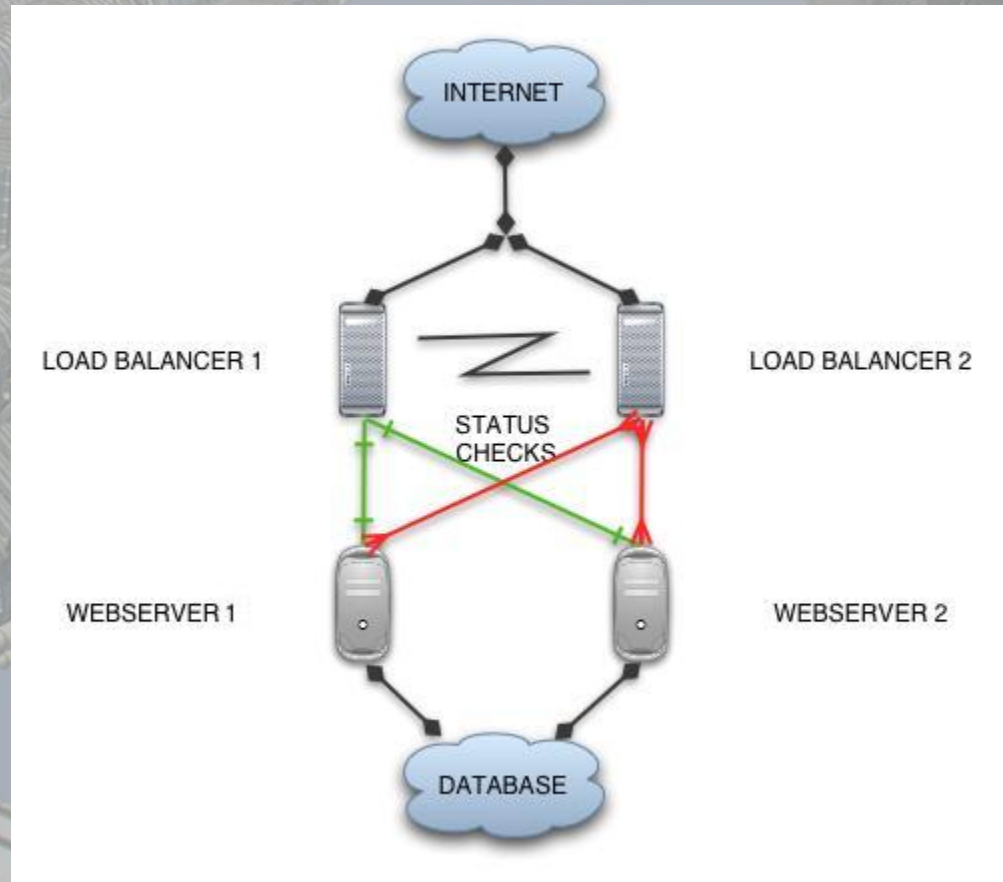 INTERNET
LOAD BALANCER 1
LOAD BALANCER 2
STATUS
CHECKS
WEBSERVER 1
WEBSERVER 2
DATABASE